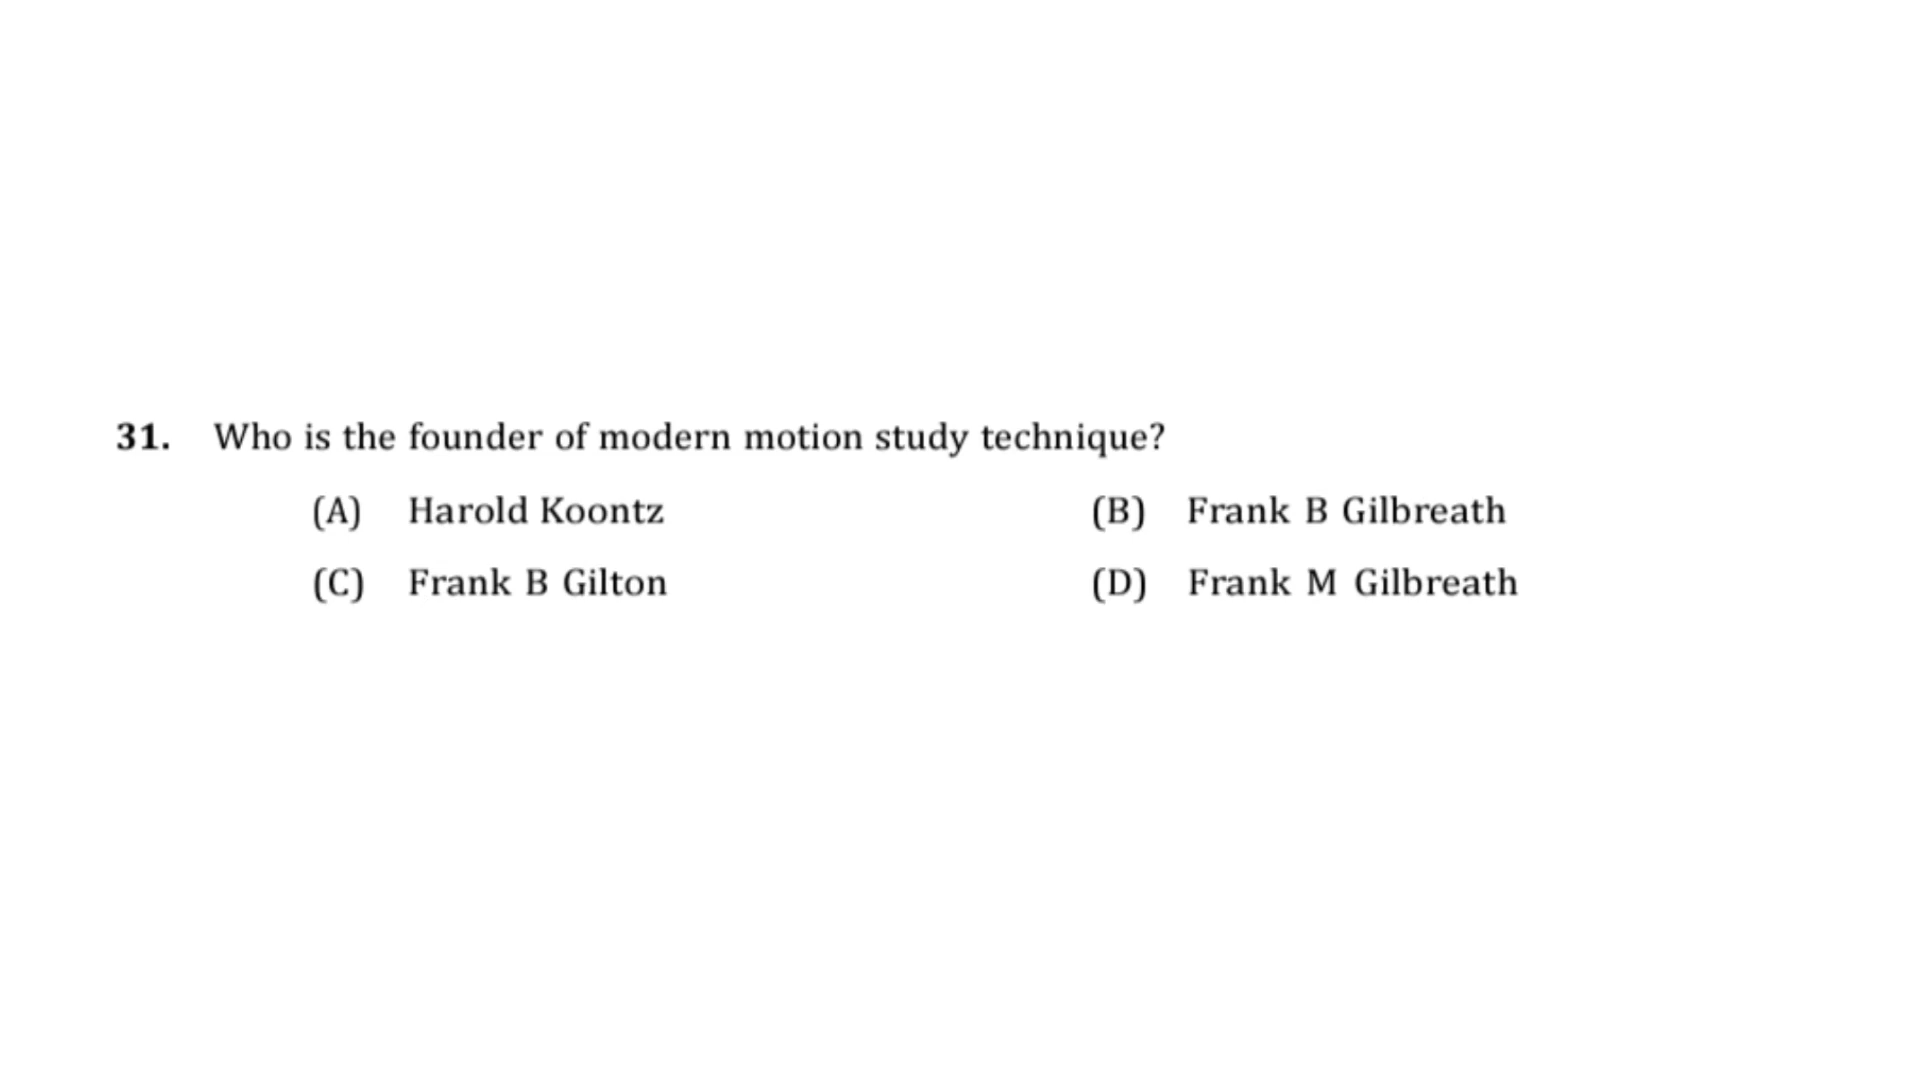 31. Who is the founder of modern motion study technique?
(A) Harold Koontz (B) Frank B Gilbreath
(C) Frank B Gilton (D) Frank M Gilbreath